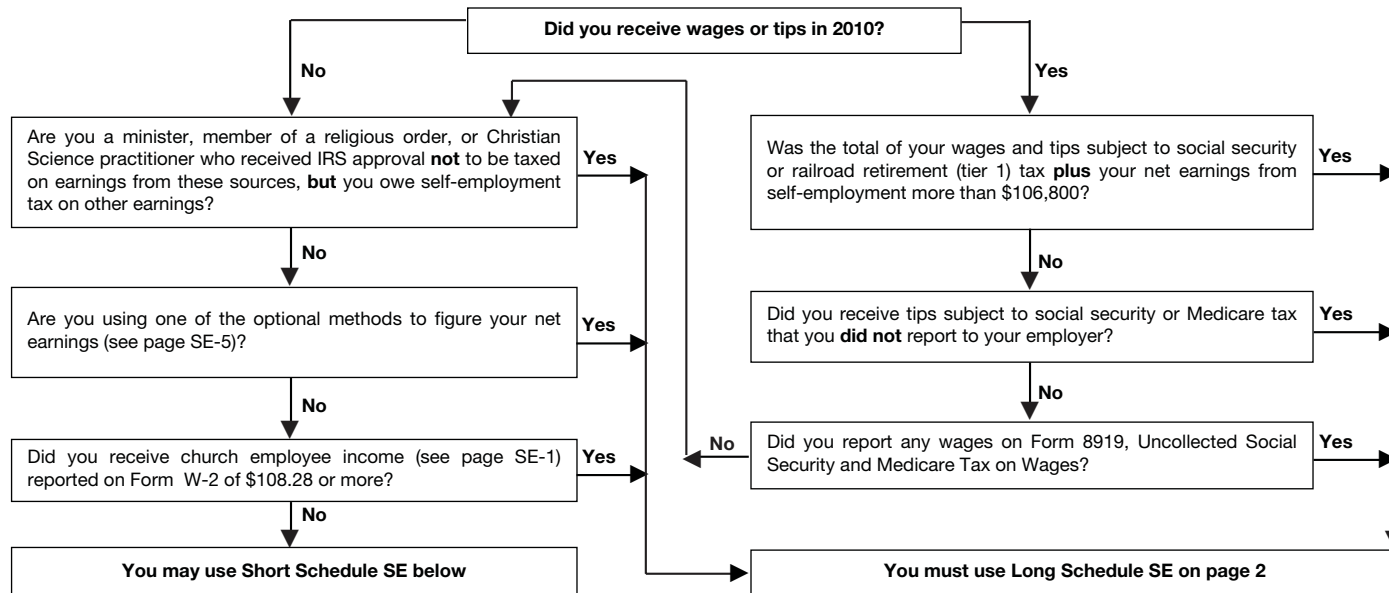 Did you receive wages or tips in 2010?
No
Yes
Are you a minister, member of a religious order, or Christian
Science practitioner who received IRS approval not to be taxed
on earnings from these sources, but you owe self-employment
tax on other earnings?
Yes
Was the total of your wages and tips subject to social security
or railroad retirement (tier 1) tax plus your net earnings from
self-employment more than $106,800?
Yes
No
No
Are you using one of the optional methods to figure your net
earnings (see page SE-5)?
Yes
Did you receive tips subject to social security or Medicare tax
that you did not report to your employer?
Yes
No
No
Did you receive church employee income (see page SE-1)
reported on Form W-2 of $108.28 or more?
Yes
No
Did you report any wages on Form 8919, Uncollected Social
Security and Medicare Tax on Wages?
Yes
No
You may use Short Schedule SE below
You must use Long Schedule SE on page 2